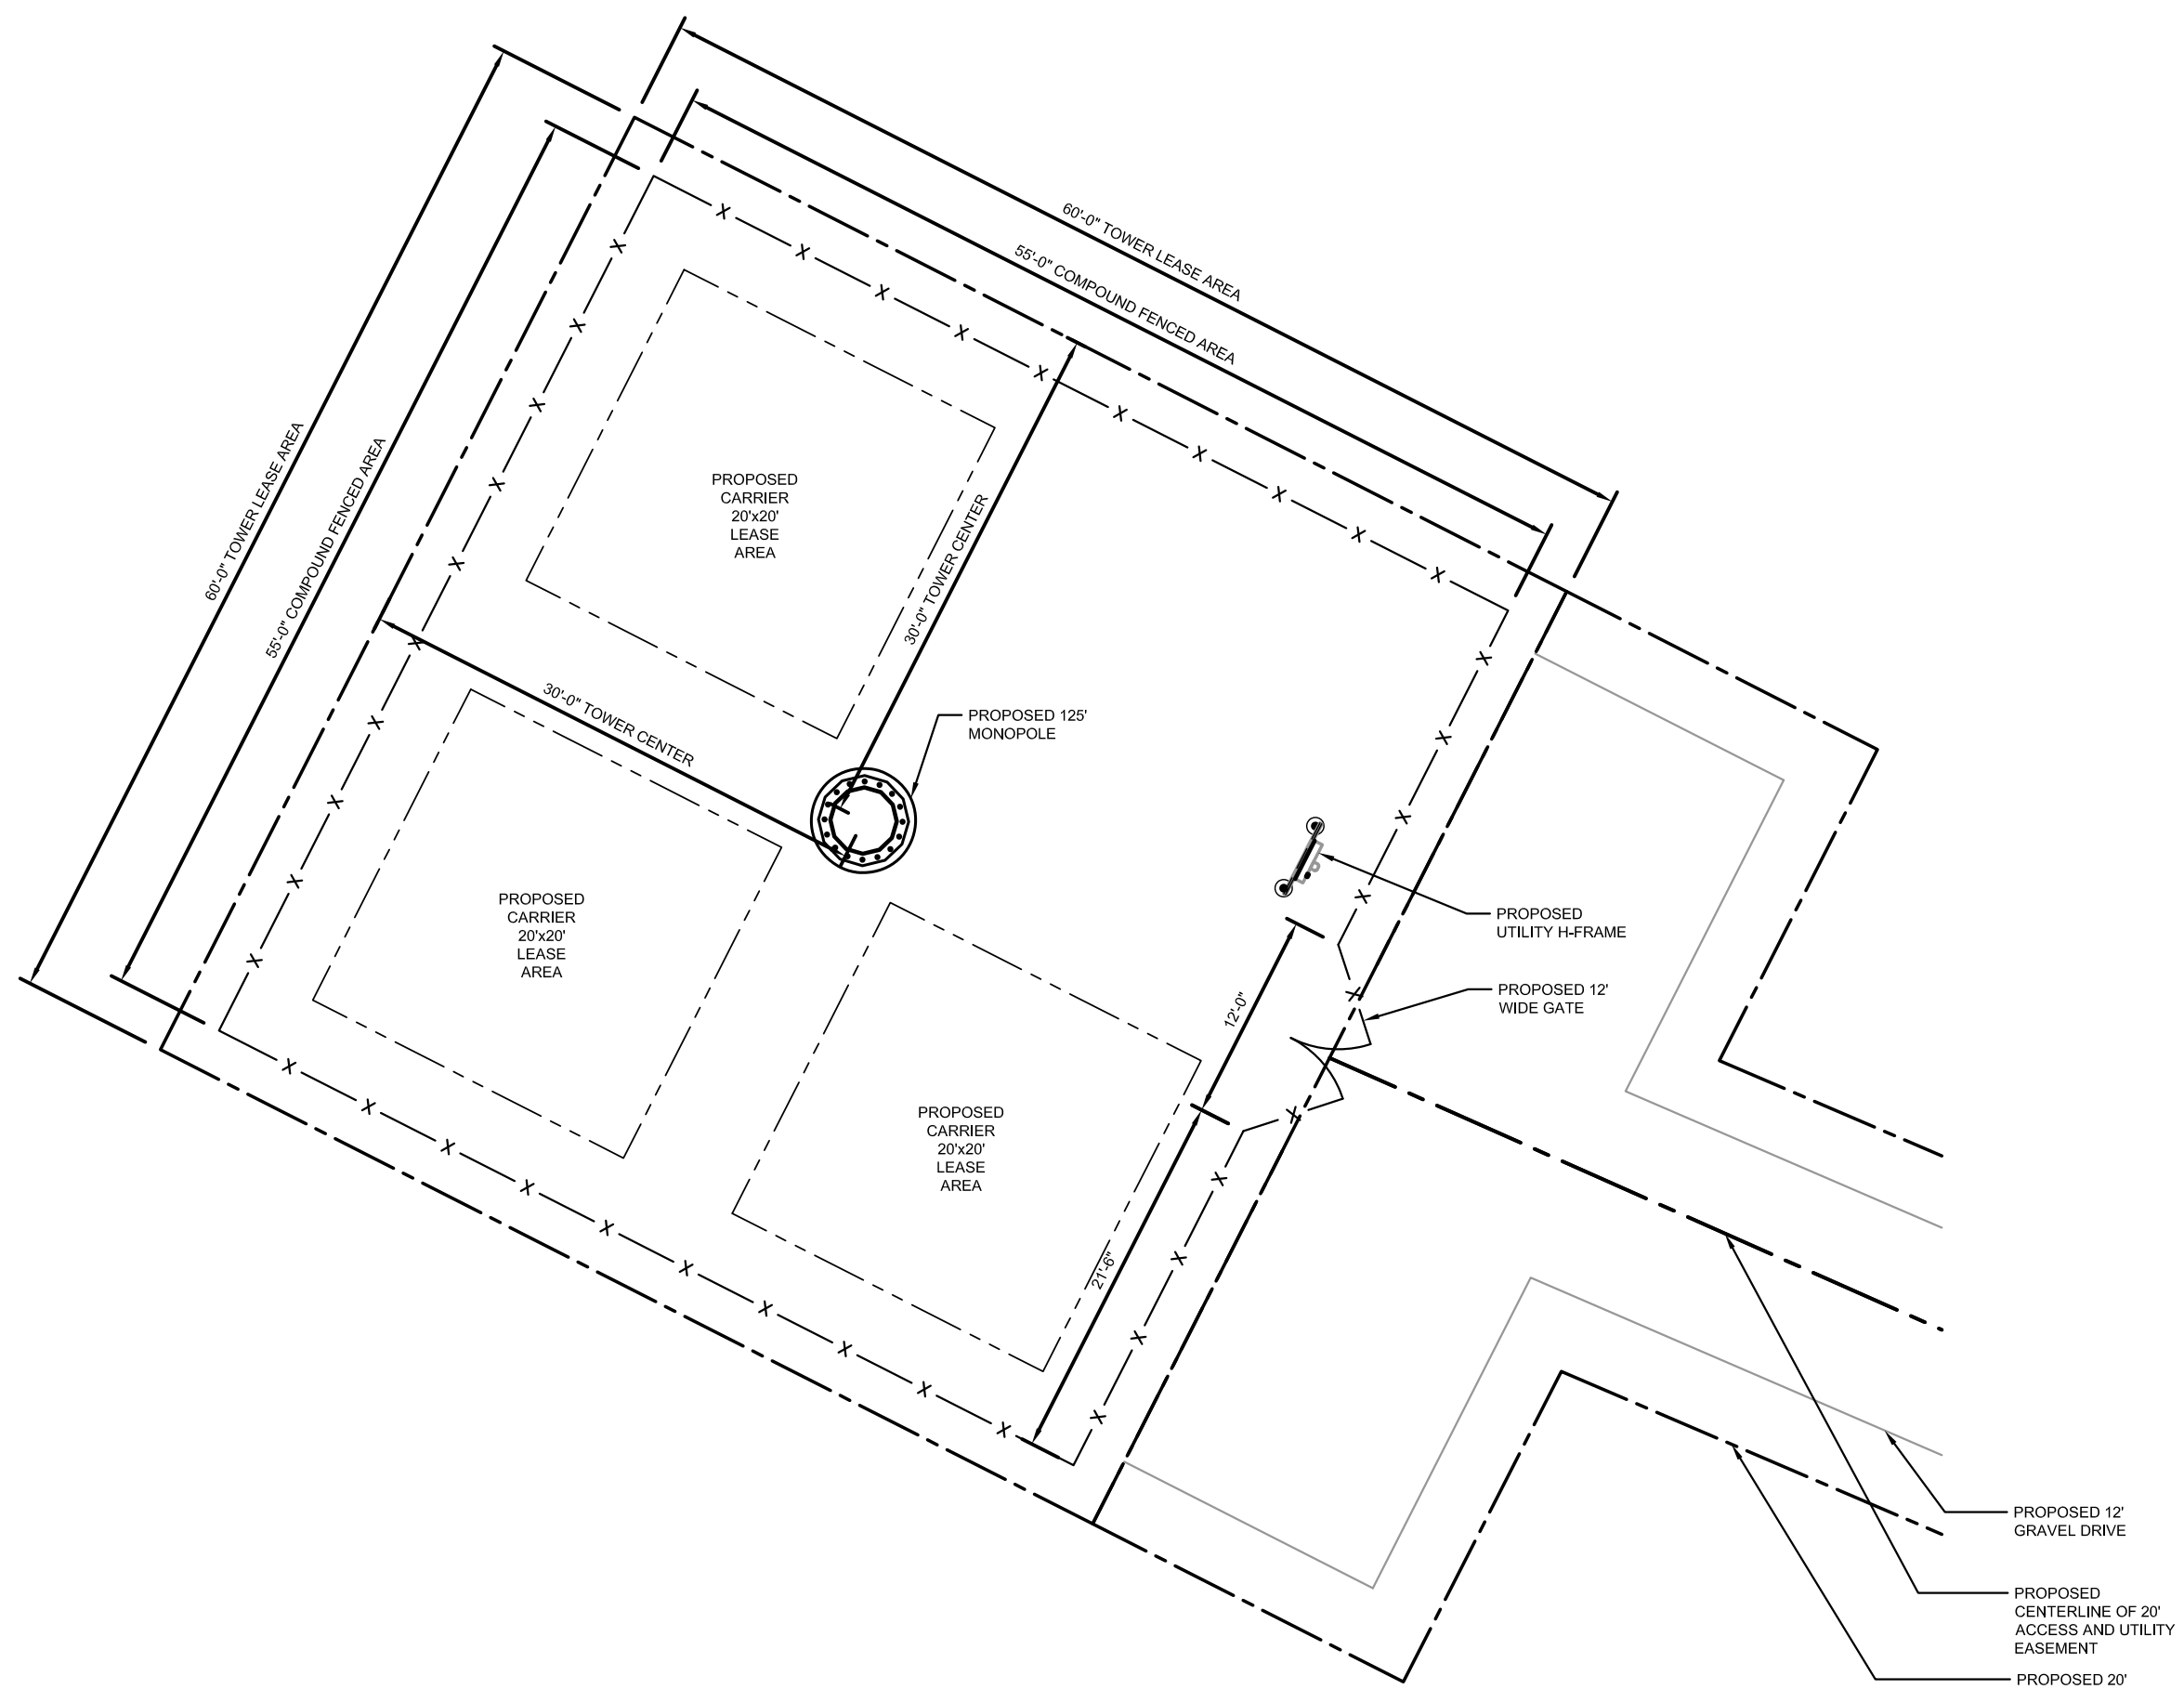 60'-0" TOWER LEASE AREA
55'-0" COMPOUND FENCED AREA
60'-0" TOWER LEASE AREA
55'-0" COMPOUND FENCED AREA
PROPOSED
CARRIER
20'x20'
LEASE
AREA
30'-0" TOWER CENTER
30'-0" TOWER CENTER
PROPOSED 125'
MONOPOLE
PROPOSED
CARRIER
20'x20'
LEASE
AREA
PROPOSED
UTILITY H-FRAME
PROPOSED 12'
WIDE GATE
12'-0"
PROPOSED
CARRIER
20'x20'
LEASE
AREA
21'-6"
PROPOSED 12'
GRAVEL DRIVE
PROPOSED
CENTERLINE OF 20'
ACCESS AND UTILITY
EASEMENT
PROPOSED 20'